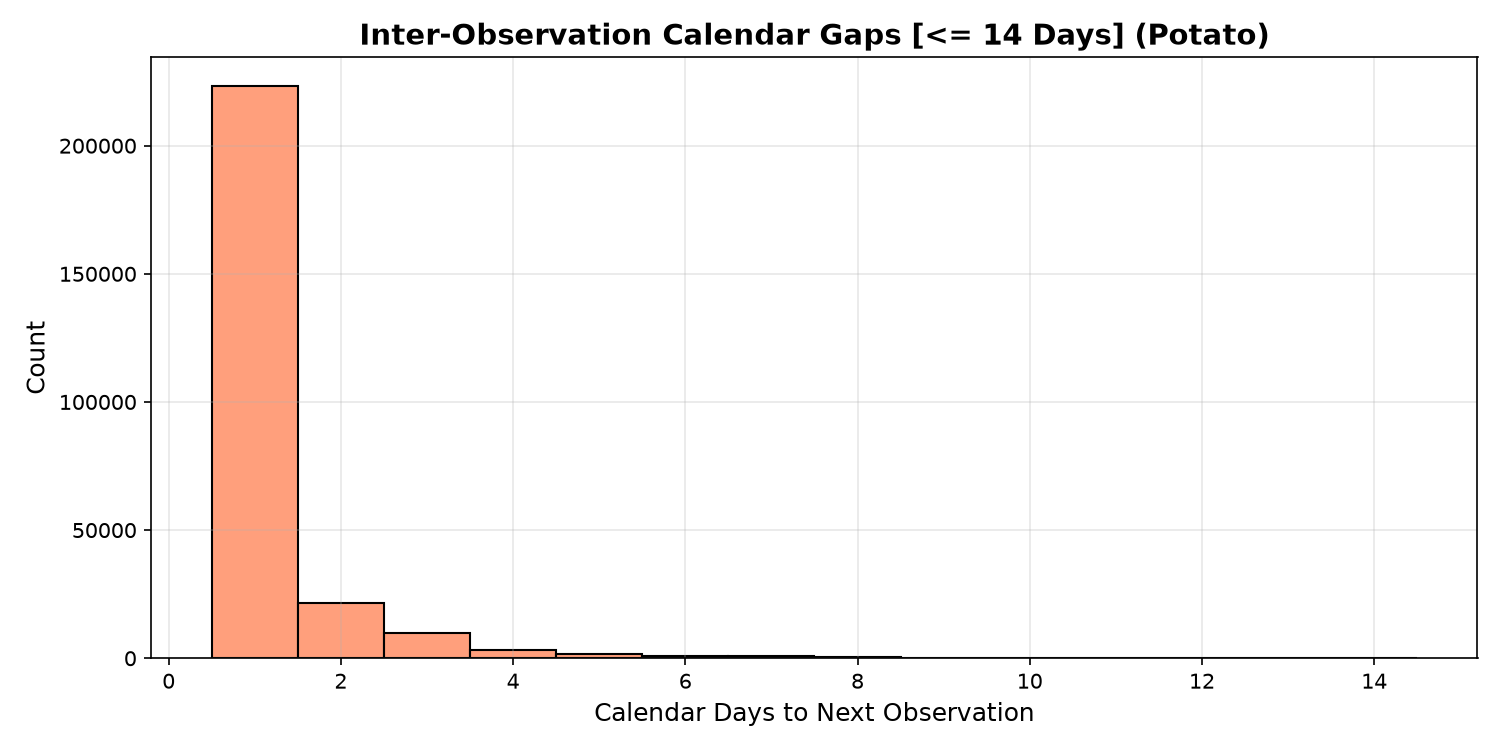 Inter-Observation Calendar Gaps [<= 14 Days] (Potato)
Count
200000
150000
100000
50000
0
0 2 4 6 8 10 12 14
Calendar Days to Next Observation